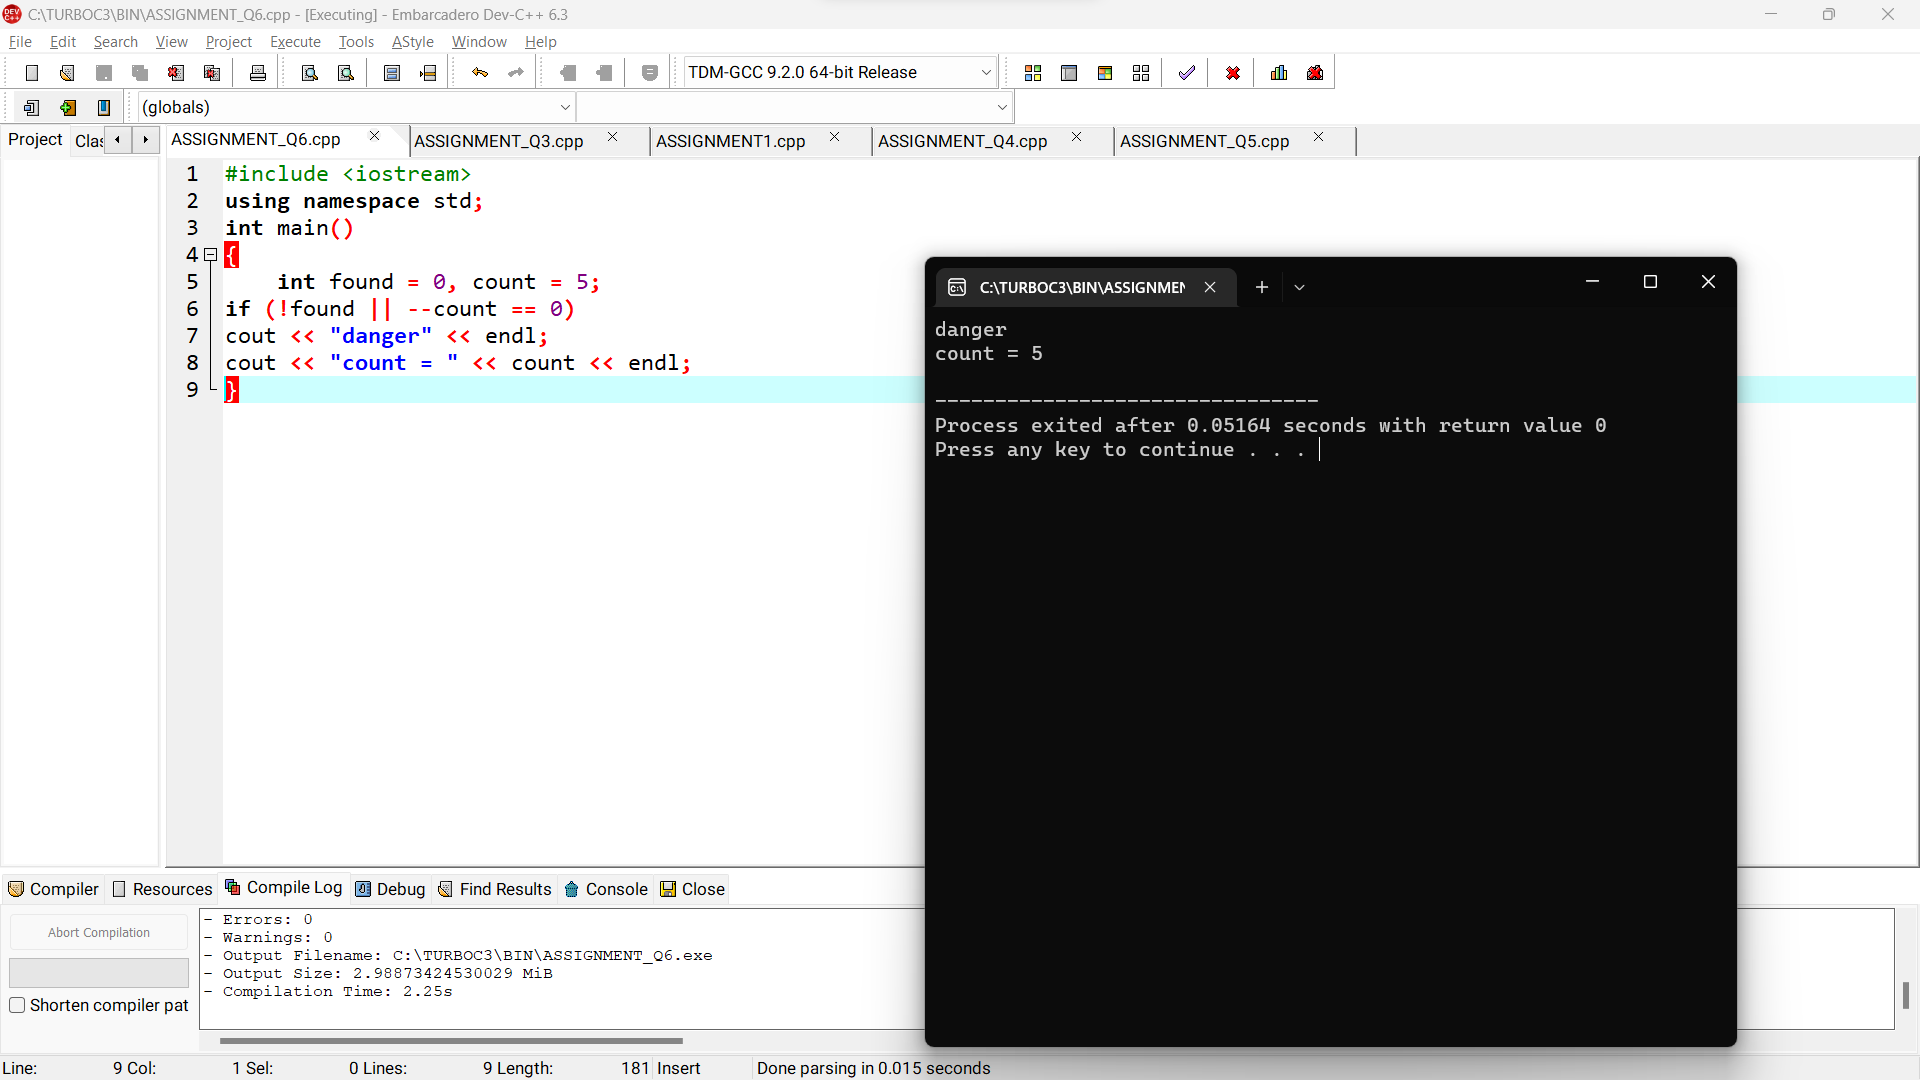 C:\TURBOC3\BIN\ASSIGNMENT_Q6.cpp - [Executing] - Embarcadero Dev-C++ 6.3
File Edit Search View Project Execute Tools AStyle Window Help
TDM-GCC 9.2.0 64-bit Release
(globals)
Project Clas ASSIGNMENT_Q6.cpp ASSIGNMENT_Q3.cpp ASSIGNMENT1.cpp ASSIGNMENT_Q4.cpp ASSIGNMENT_Q5.cpp
1 #include <iostream>
2 using namespace std;
3 int main()
4 {
5 int found = 0, count = 5;
6 if (!found || --count == 0)
7 cout << "danger" << endl;
8 cout << "count = " << count << endl;
9 }
C:\TURBOC3\BIN\ASSIGNMEN
danger
count = 5
--------------------------------
Process exited after 0.05164 seconds with return value 0
Press any key to continue . . .
Compiler Resources Compile Log Debug Find Results Console Close
Abort Compilation
Shorten compiler pat
- Errors: 0
- Warnings: 0
- Output Filename: C:\TURBOC3\BIN\ASSIGNMENT_Q6.exe
- Output Size: 2.98873424530029 MiB
- Compilation Time: 2.25s
Line: 9 Col: 1 Sel: 0 Lines: 9 Length: 181 Insert Done parsing in 0.015 seconds